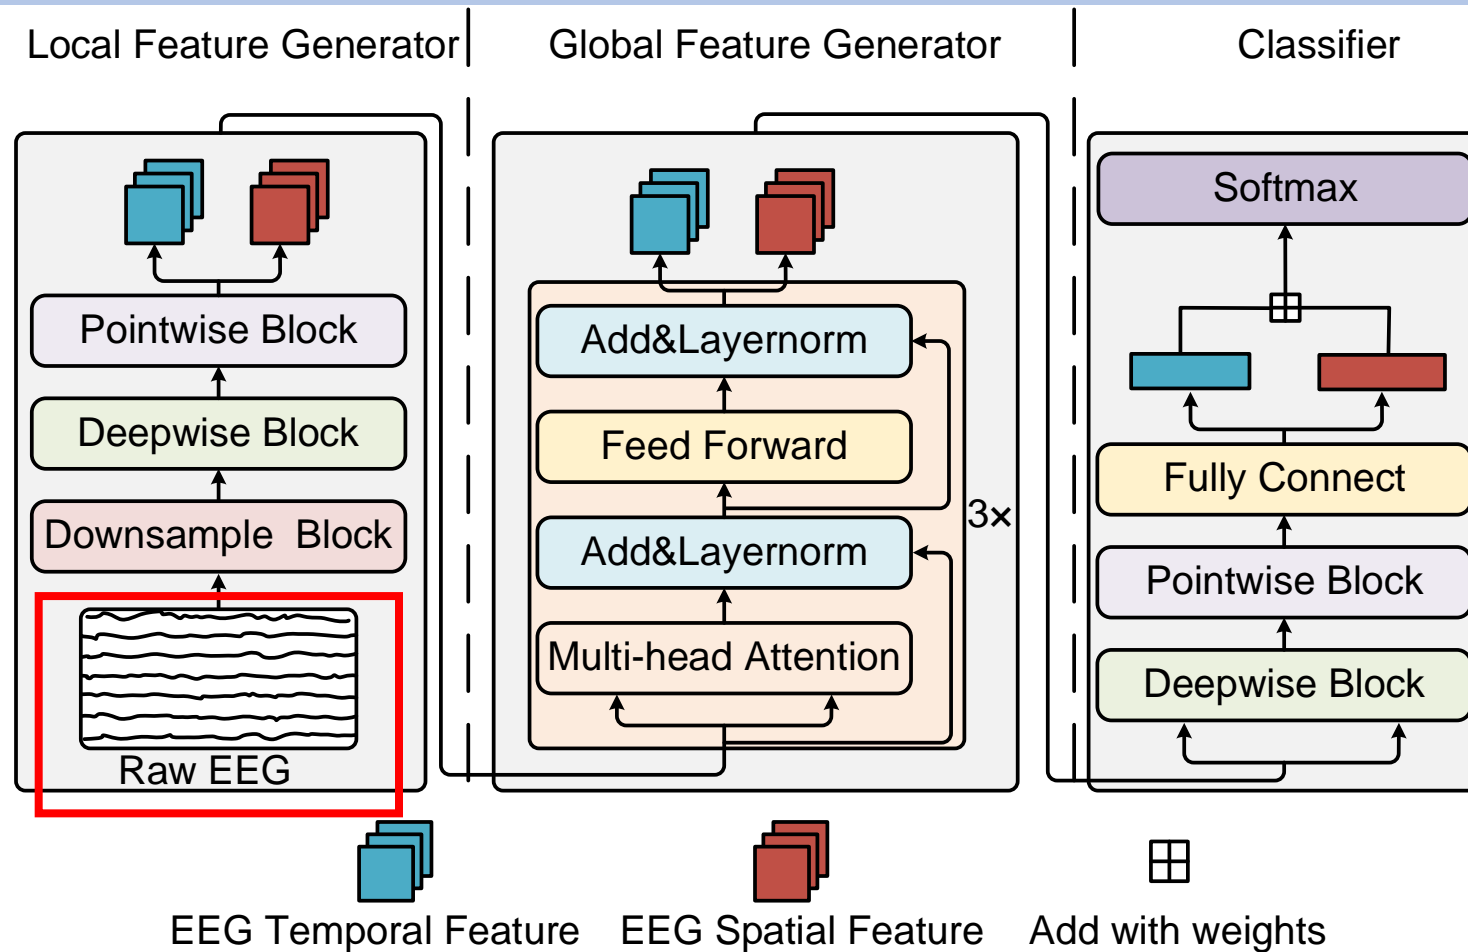 Local Feature Generator
Pointwise Block
Deepwise Block
Downsample Block
Raw EEG
Global Feature Generator
Add&Layernorm
Feed Forward
3×
Add&Layernorm
Multi-head Attention
Classifier
Softmax
Fully Connect
Pointwise Block
Deepwise Block
EEG Temporal Feature
EEG Spatial Feature
Add with weights